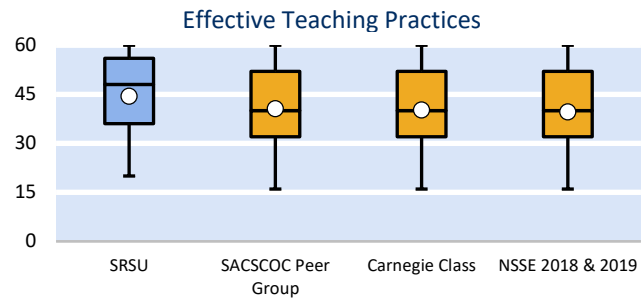 Effective Teaching Practices
60
45
30
15
0
SRSU
SACSCOC Peer
Group
Carnegie Class
NSSE 2018 & 2019